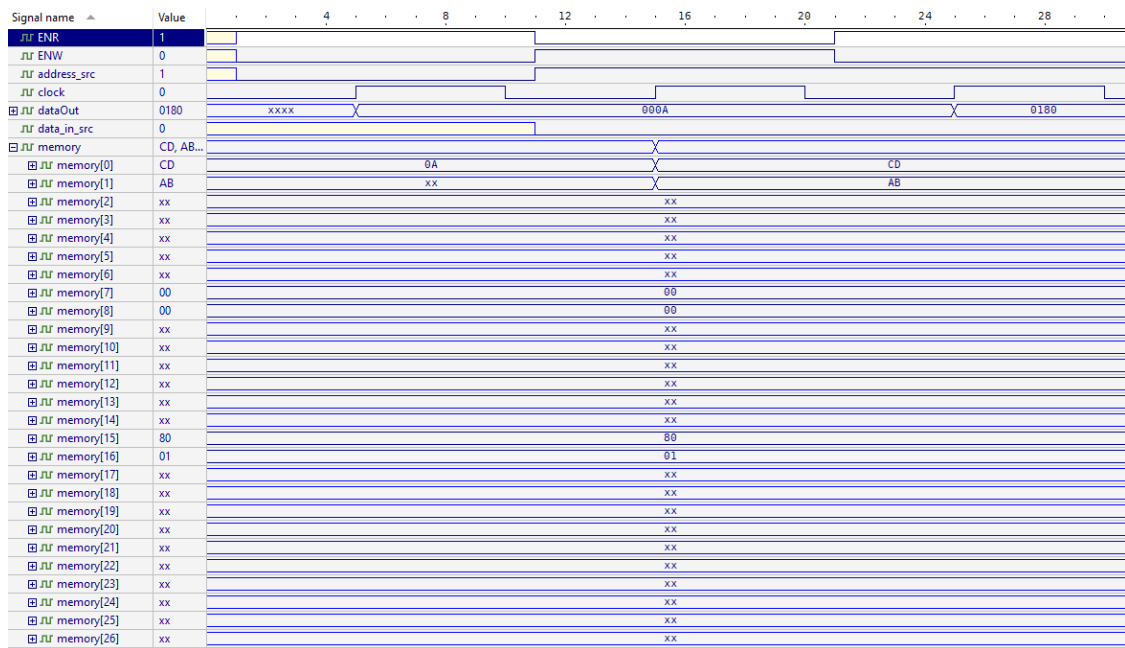 Signal name Value 4 8 12 16 20 24 28
ENR 1
ENW 0
address_src 1
clock 0
dataOut 0180 xxxx 000A 0180
data_in_src 0
memory CD, AB...
memory[0] CD 0A CD
memory[1] AB xx AB
memory[2] xx xx
memory[3] xx xx
memory[4] xx xx
memory[5] xx xx
memory[6] xx xx
memory[7] 00 00
memory[8] 00 00
memory[9] xx xx
memory[10] xx xx
memory[11] xx xx
memory[12] xx xx
memory[13] xx xx
memory[14] xx xx
memory[15] 80 80
memory[16] 01 01
memory[17] xx xx
memory[18] xx xx
memory[19] xx xx
memory[20] xx xx
memory[21] xx xx
memory[22] xx xx
memory[23] xx xx
memory[24] xx xx
memory[25] xx xx
memory[26] xx xx